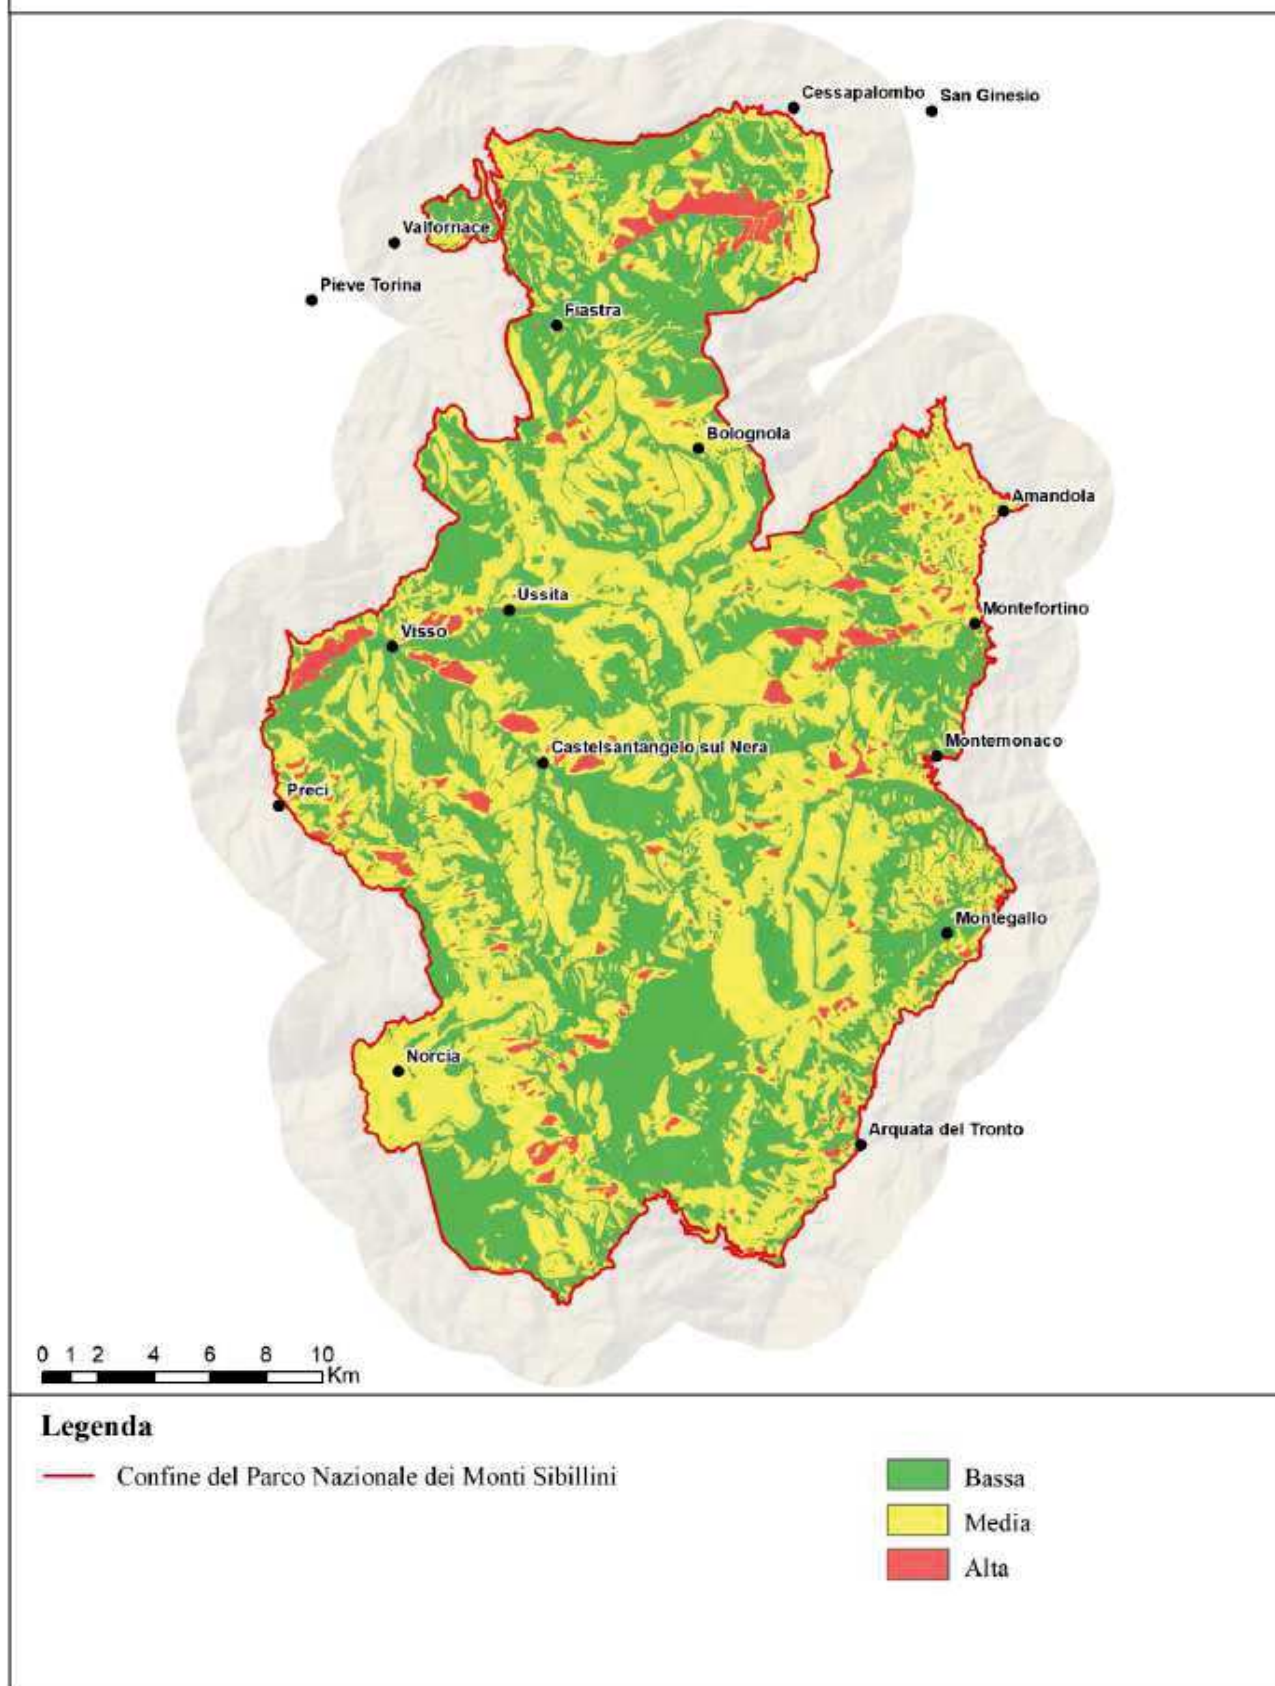 Cessapalombo
San Ginesio
Valfornace
Pieve Torina
Fiastra
Bolognola
Amandola
Ussita
Montefortino
Visso
Castelsantangelo sul Nera
Montemonaco
Preci
Montegallo
Norcia
Arquata del Tronto
0 1 2 4 6 8 10
Km
Legenda
Confine del Parco Nazionale dei Monti Sibillini
Bassa
Media
Alta